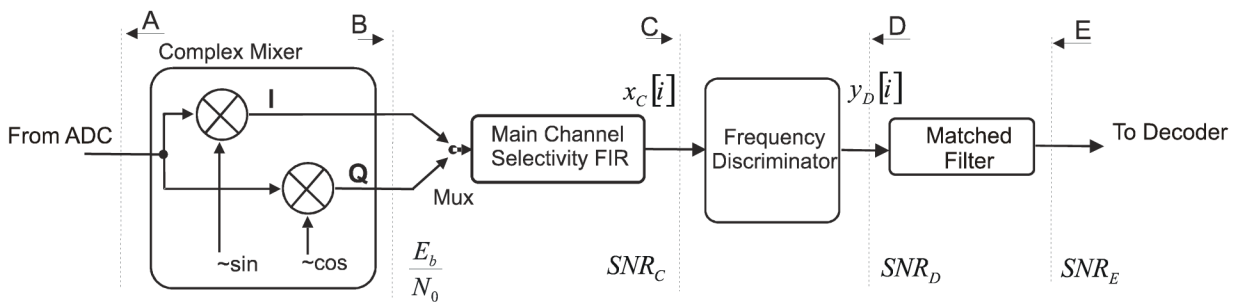 A
B
C
D
E
Complex Mixer
I
x_C[i]
y_D[i]
From ADC
Main Channel
Selectivity FIR
Frequency
Discriminator
Matched
Filter
To Decoder
Q
Mux
~sin
~cos
E_b
N_0
SNR_C
SNR_D
SNR_E